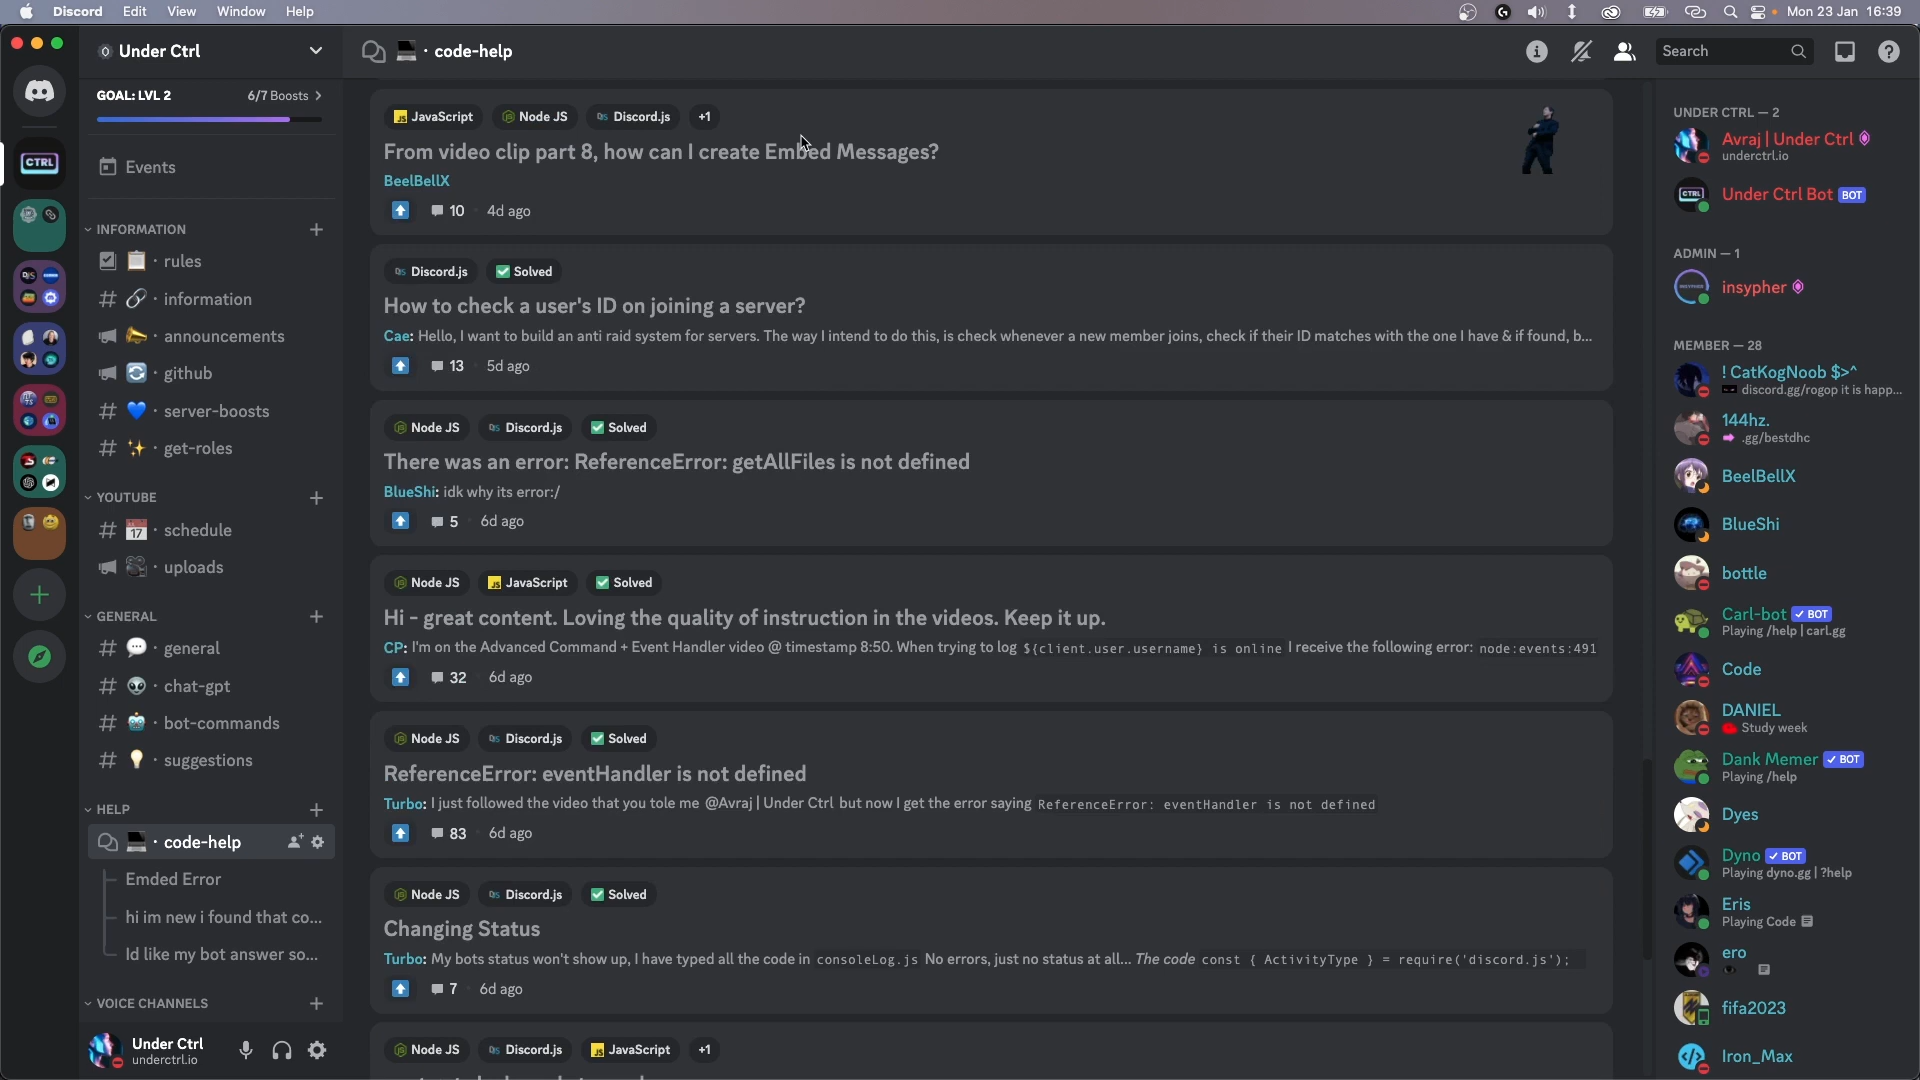 Discord Edit View Window Help
Mon 23 Jan 16:39
Under Ctrl
GOAL: LVL 2 6/7 Boosts
Events
INFORMATION
rules
information
announcements
github
server-boosts
get-roles
YOUTUBE
schedule
uploads
GENERAL
general
chat-gpt
bot-commands
suggestions
HELP
code-help
Emded Error
hi im new i found that co...
Id like my bot answer so...
VOICE CHANNELS
Under Ctrl
underctrl.io
CTRL
code-help
Search
JavaScript Node JS Discord.js +1
From video clip part 8, how can I create Embed Messages?
BeelBellX
10 4d ago
Discord.js Solved
How to check a user's ID on joining a server?
Cae: Hello, I want to build an anti raid system for servers. The way I intend to do this, is check whenever a new member joins, check if their ID matches with the one I have & if found, b...
13 5d ago
Node JS Discord.js Solved
There was an error: ReferenceError: getAllFiles is not defined
BlueShi: idk why its error:/
5 6d ago
Node JS JavaScript Solved
Hi - great content. Loving the quality of instruction in the videos. Keep it up.
CP: I'm on the Advanced Command + Event Handler video @ timestamp 8:50. When trying to log ${client.user.username} is online I receive the following error: node:events:491
32 6d ago
Node JS Discord.js Solved
ReferenceError: eventHandler is not defined
Turbo: I just followed the video that you tole me @Avraj | Under Ctrl but now I get the error saying ReferenceError: eventHandler is not defined
83 6d ago
Node JS Discord.js Solved
Changing Status
Turbo: My bots status won't show up, I have typed all the code in consoleLog.js No errors, just no status at all... The code const { ActivityType } = require('discord.js');
7 6d ago
Node JS Discord.js JavaScript +1
UNDER CTRL — 2
Avraj | Under Ctrl
underctrl.io
Under Ctrl Bot BOT
ADMIN — 1
insypher
MEMBER — 28
! CatKogNoob $>^
discord.gg/rogop it is happ...
144hz.
.gg/bestdhc
BeelBellX
BlueShi
bottle
Carl-bot BOT
Playing /help | carl.gg
Code
DANIEL
Study week
Dank Memer BOT
Playing /help
Dyes
Dyno BOT
Playing dyno.gg | ?help
Eris
Playing Code
ero
fifa2023
Iron_Max